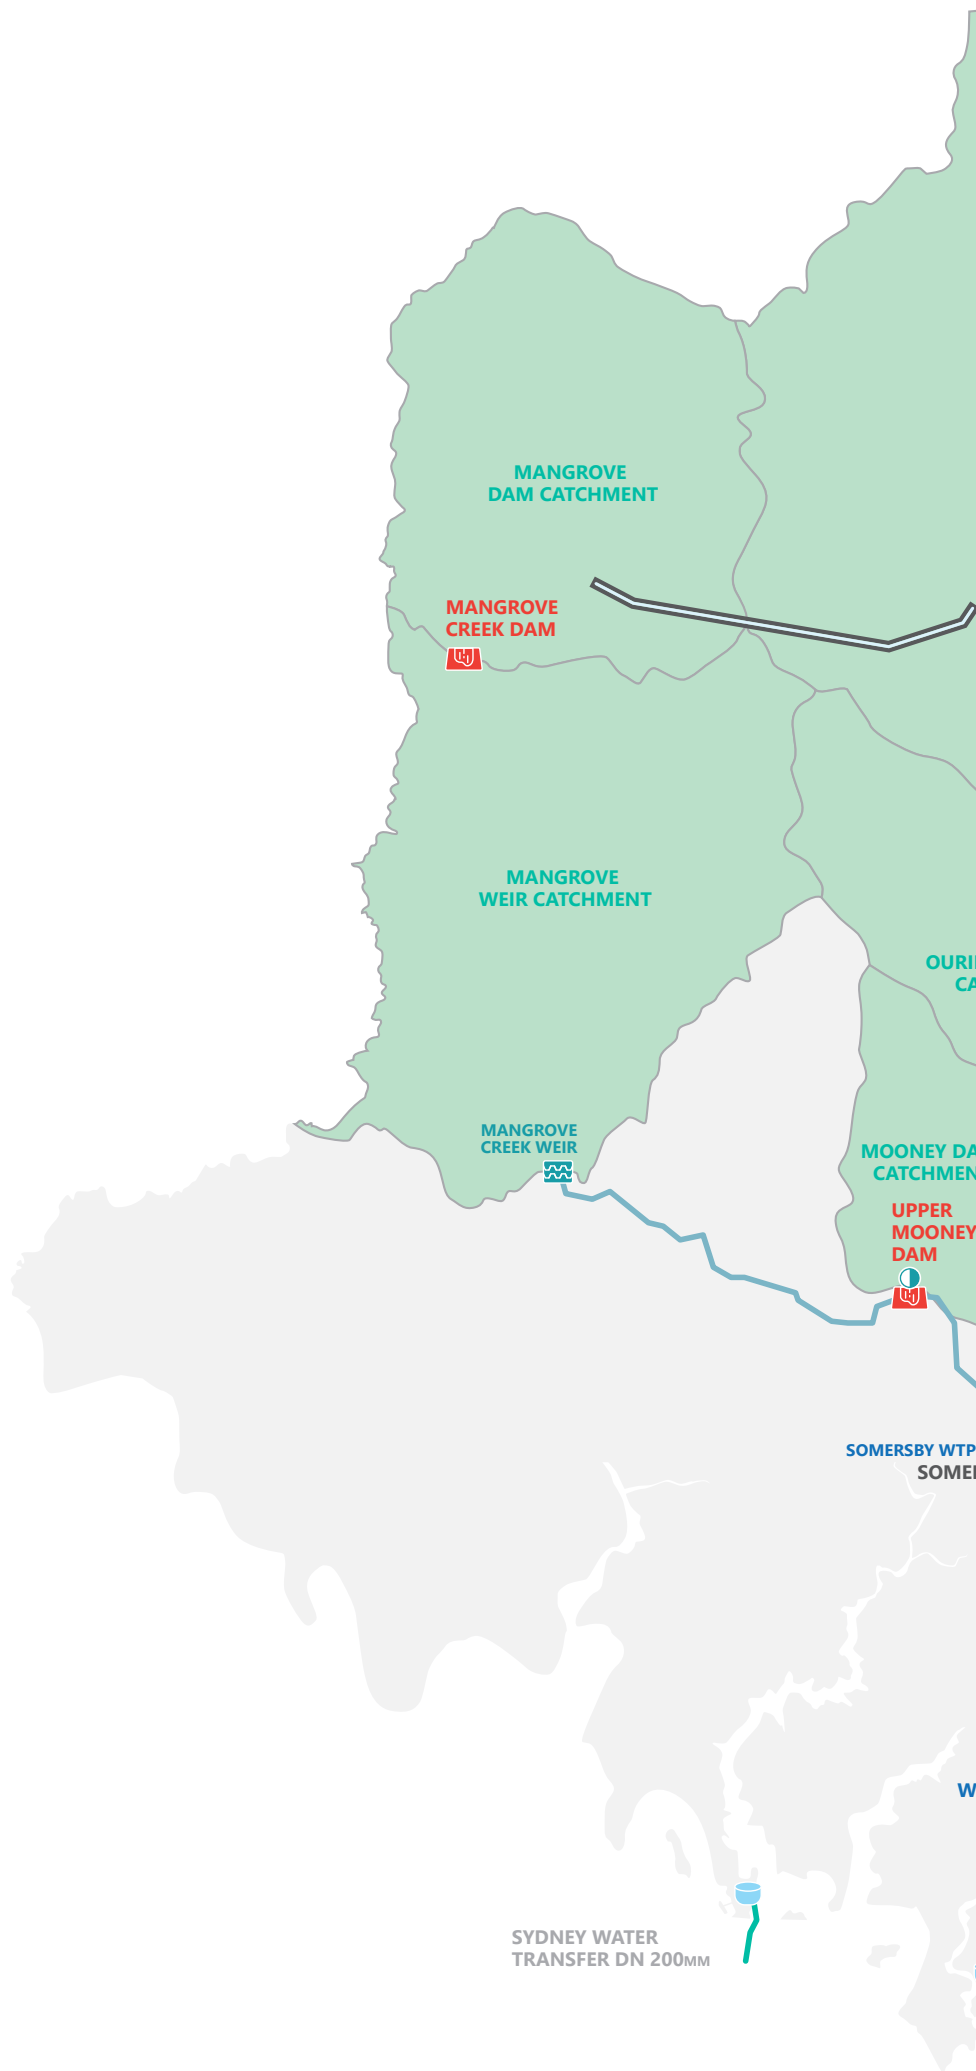 MANGROVE
DAM CATCHMENT
MANGROVE
CREEK DAM
MANGROVE
WEIR CATCHMENT
MANGROVE
CREEK WEIR
UPPER
MOONEY
DAM
SOMERSBY WTP
SYDNEY WATER
TRANSFER DN 200MM